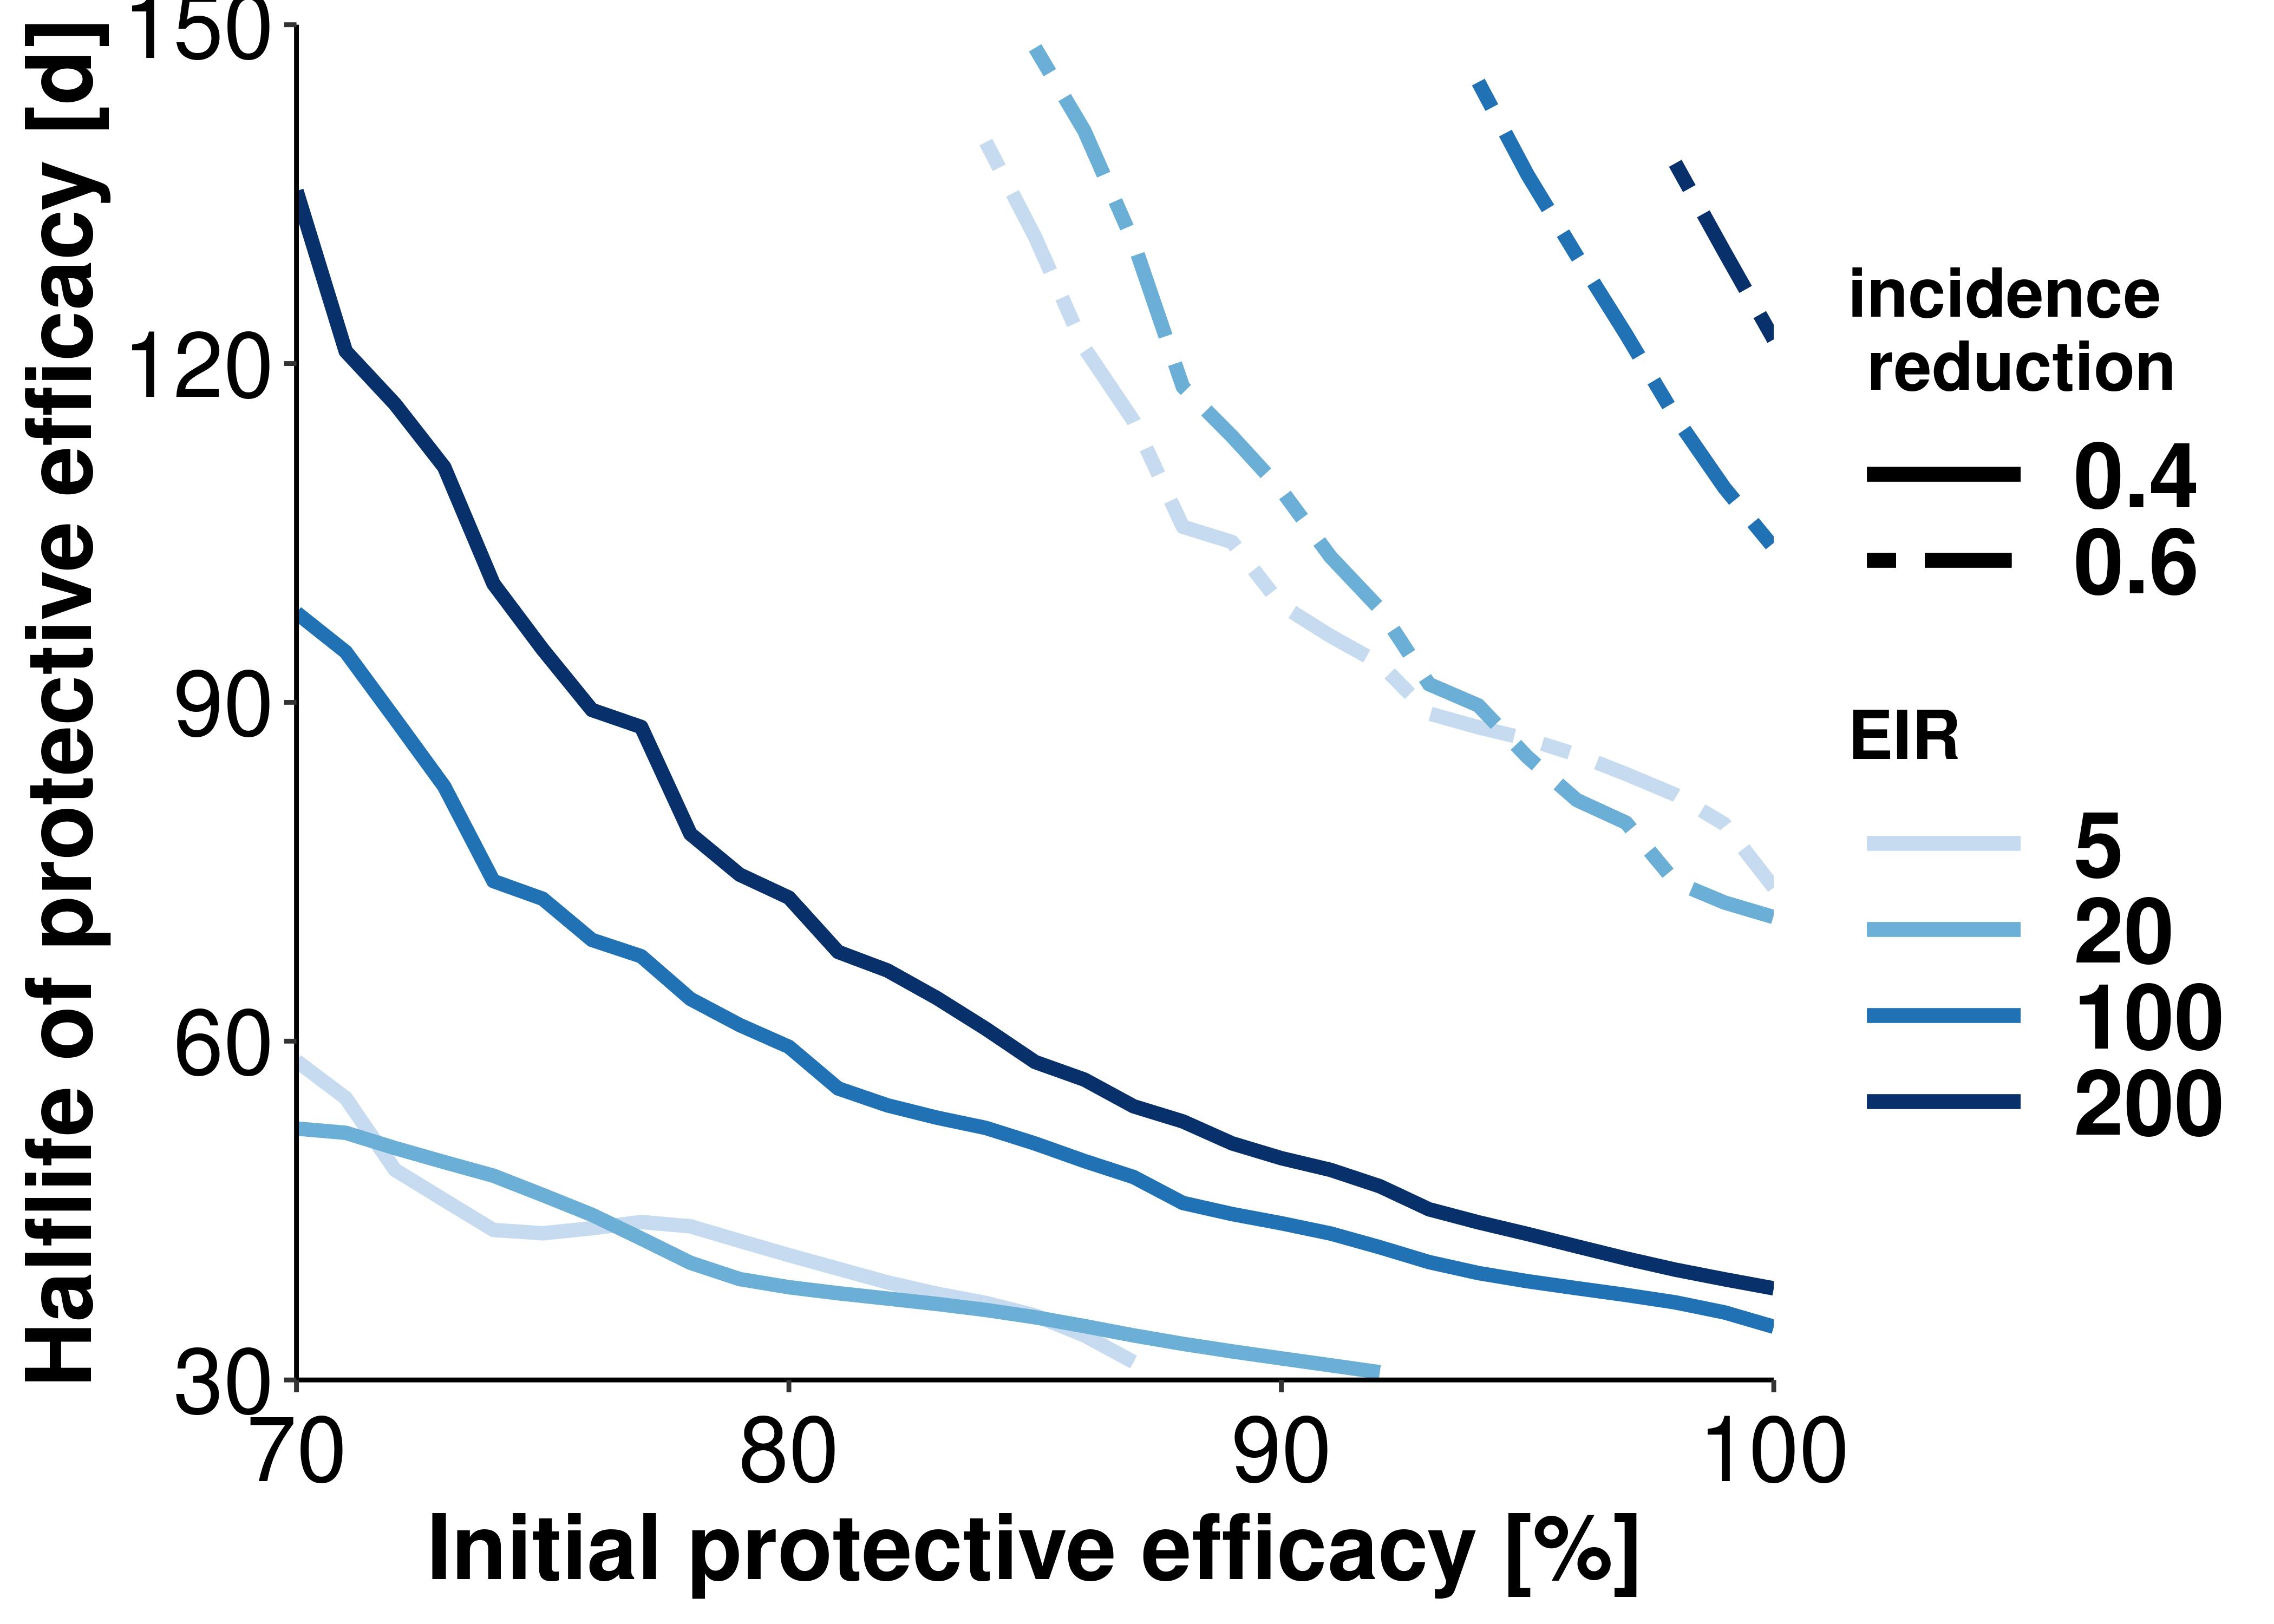 Halflife of protective efficacy [d]
150
120
90
60
30
70 80 90 100
Initial protective efficacy [%]
incidence
reduction
0.4
0.6
EIR
5
20
100
200